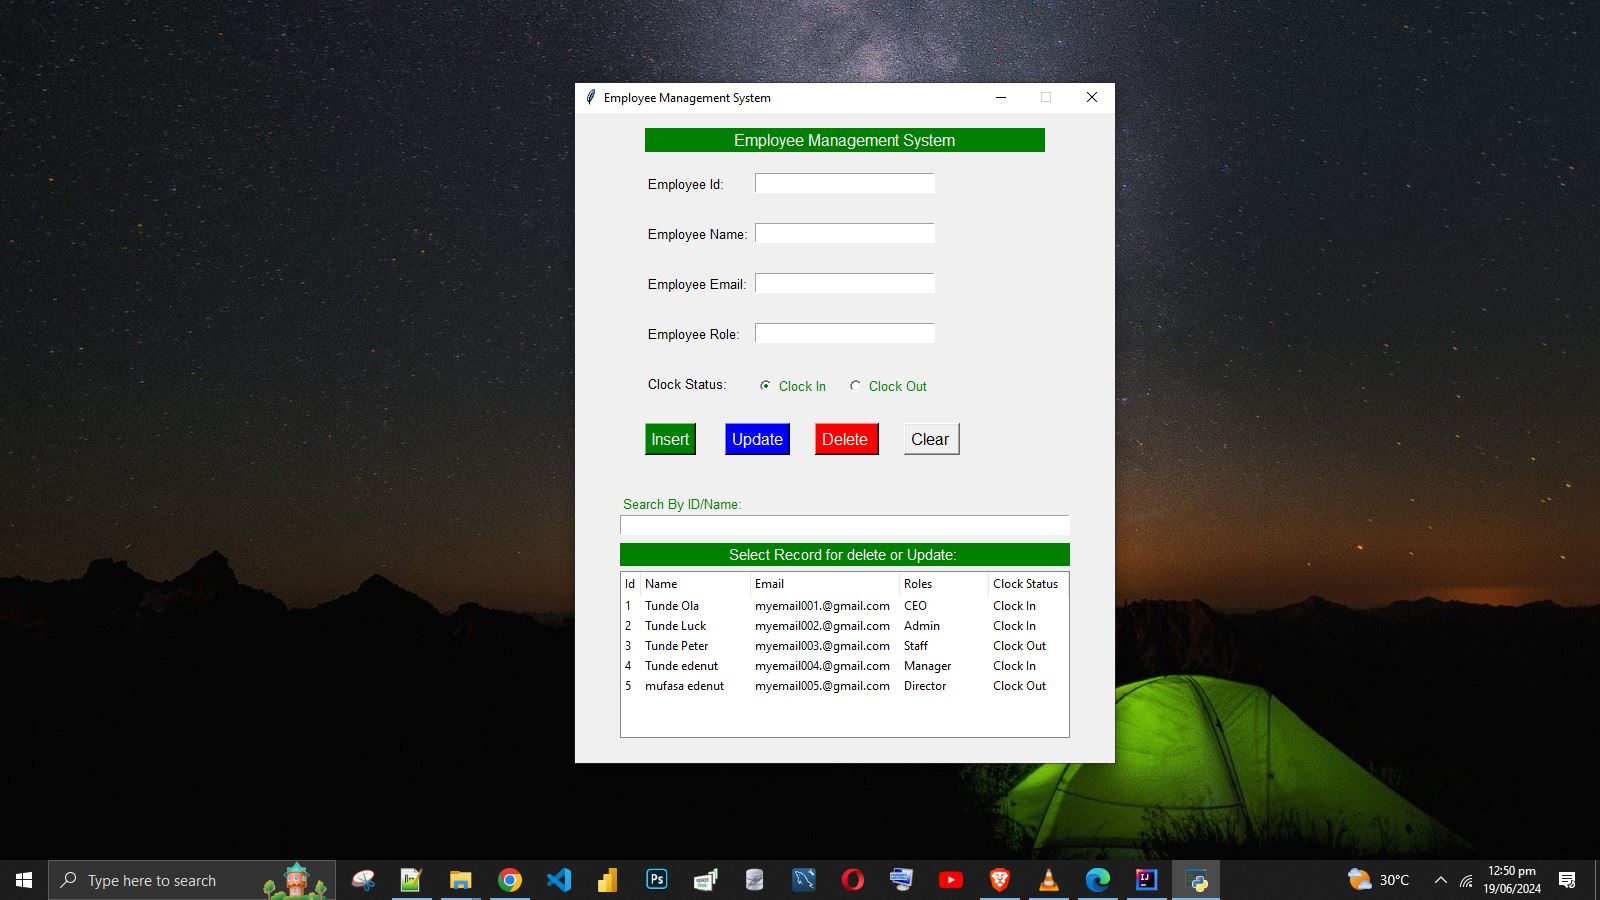 Employee Management System
Employee Management System
Employee Id:
Employee Name:
Employee Email:
Employee Role:
Clock Status: Clock In Clock Out
Insert Update Delete Clear
Search By ID/Name:
Select Record for delete or Update:
Id Name Email Roles Clock Status
1 Tunde Ola myemail001.@gmail.com CEO Clock In
2 Tunde Luck myemail002.@gmail.com Admin Clock In
3 Tunde Peter myemail003.@gmail.com Staff Clock Out
4 Tunde edenut myemail004.@gmail.com Manager Clock In
5 mufasa edenut myemail005.@gmail.com Director Clock Out
Type here to search Ps IJ 30°C 12:50 pm
19/06/2024